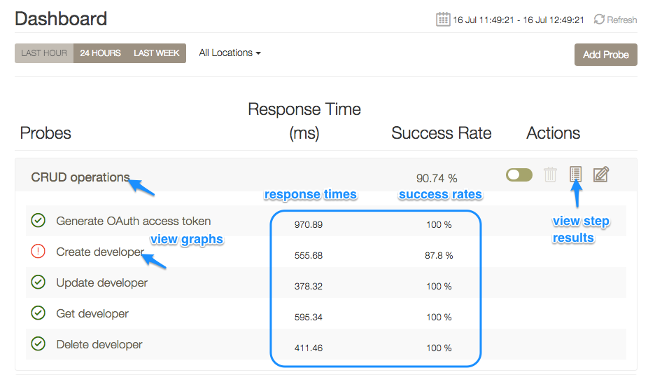 Dashboard
16 Jul 11:49:21 - 16 Jul 12:49:21 Refresh
LAST HOUR 24 HOURS LAST WEEK All Locations
Add Probe
Probes Response Time (ms) Success Rate Actions
CRUD operations 90.74 %
response times success rates
view step results
Generate OAuth access token 970.89 100 %
view graphs
Create developer 555.68 87.8 %
Update developer 378.32 100 %
Get developer 595.34 100 %
Delete developer 411.46 100 %